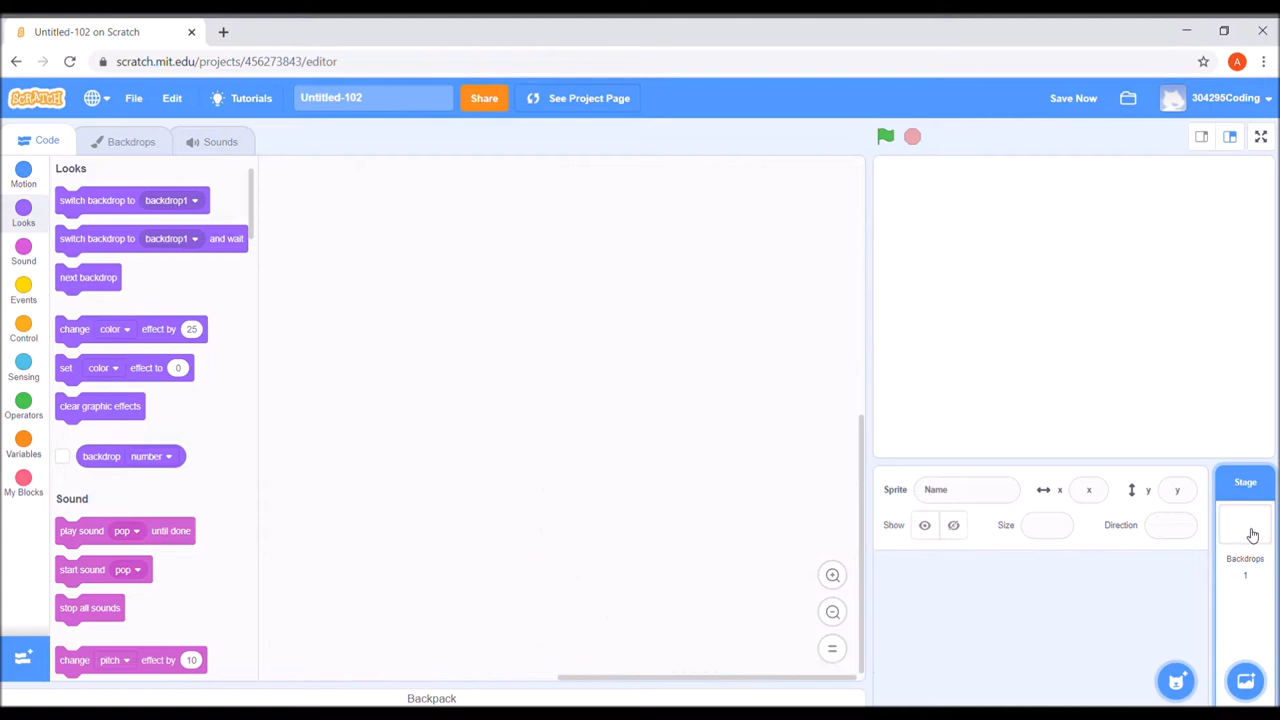 Untitled-102 on Scratch
scratch.mit.edu/projects/456273843/editor
A
SCRATCH
File
Edit
Tutorials
Untitled-102
Share
See Project Page
Save Now
304295Coding
Code
Backdrops
Sounds
Motion
Looks
Sound
Events
Control
Sensing
Operators
Variables
My Blocks
Looks
switch backdrop to backdrop1
switch backdrop to backdrop1 and wait
next backdrop
change color effect by 25
set color effect to 0
clear graphic effects
backdrop number
Sound
play sound pop until done
start sound pop
stop all sounds
change pitch effect by 10
Backpack
Sprite Name x x y y
Show Size Direction
Stage
Backdrops
1